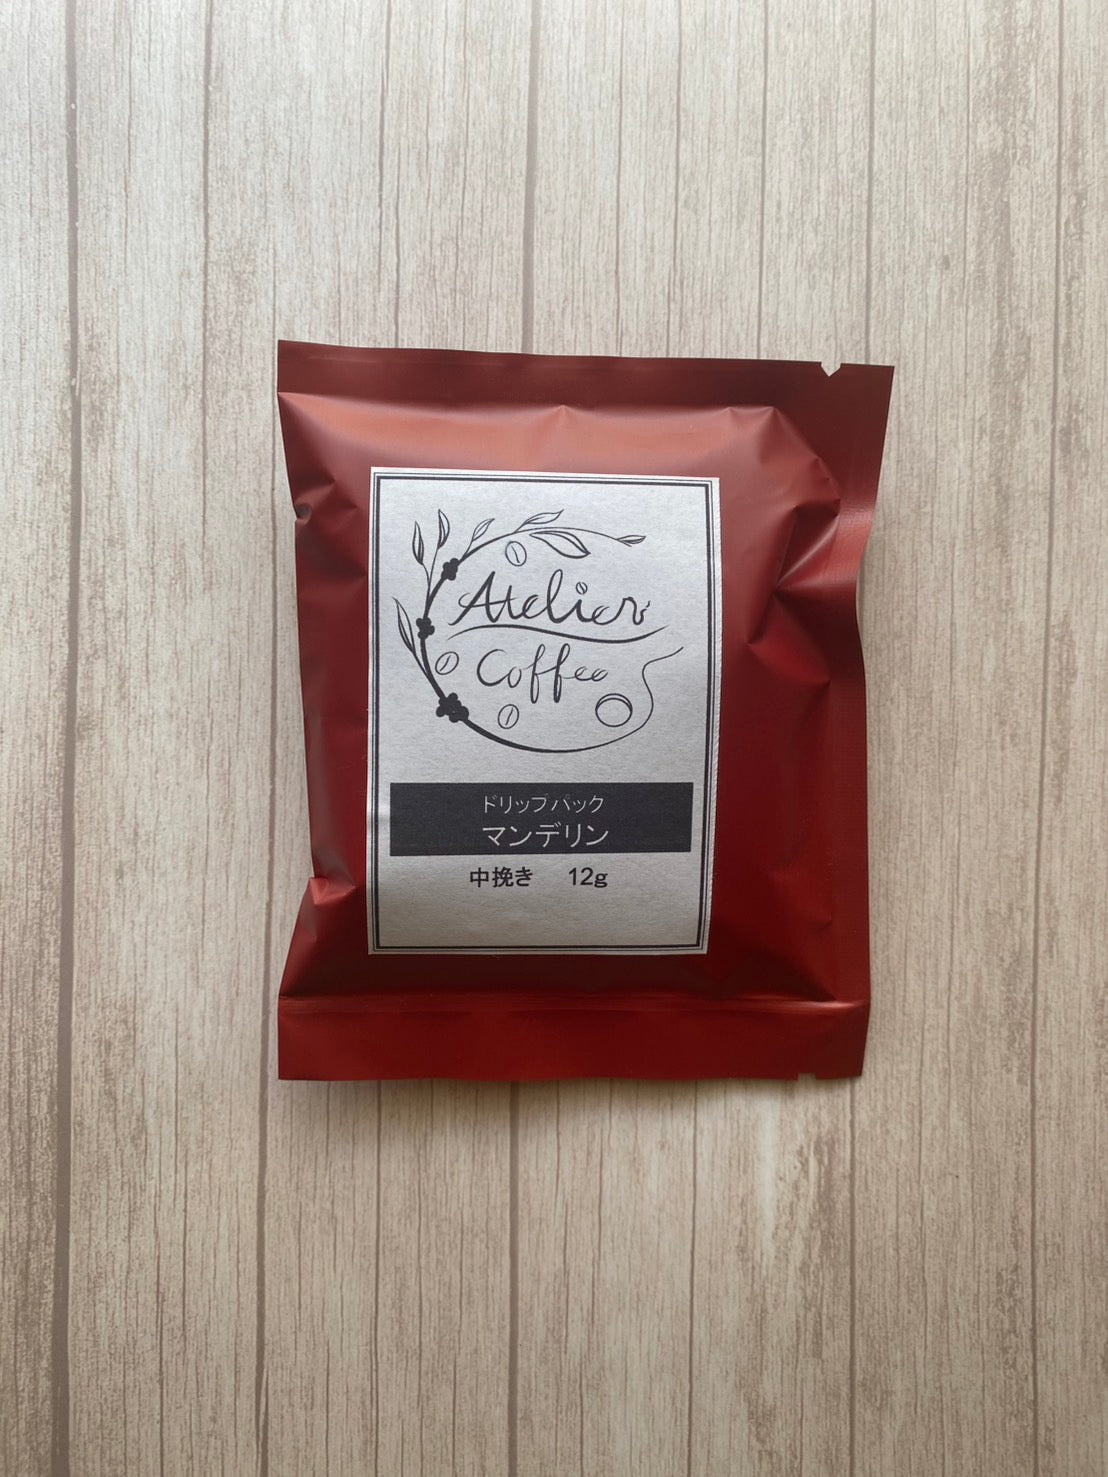 Atelier
Coffee
ドリップパック
マンデリン
中挽き 12g